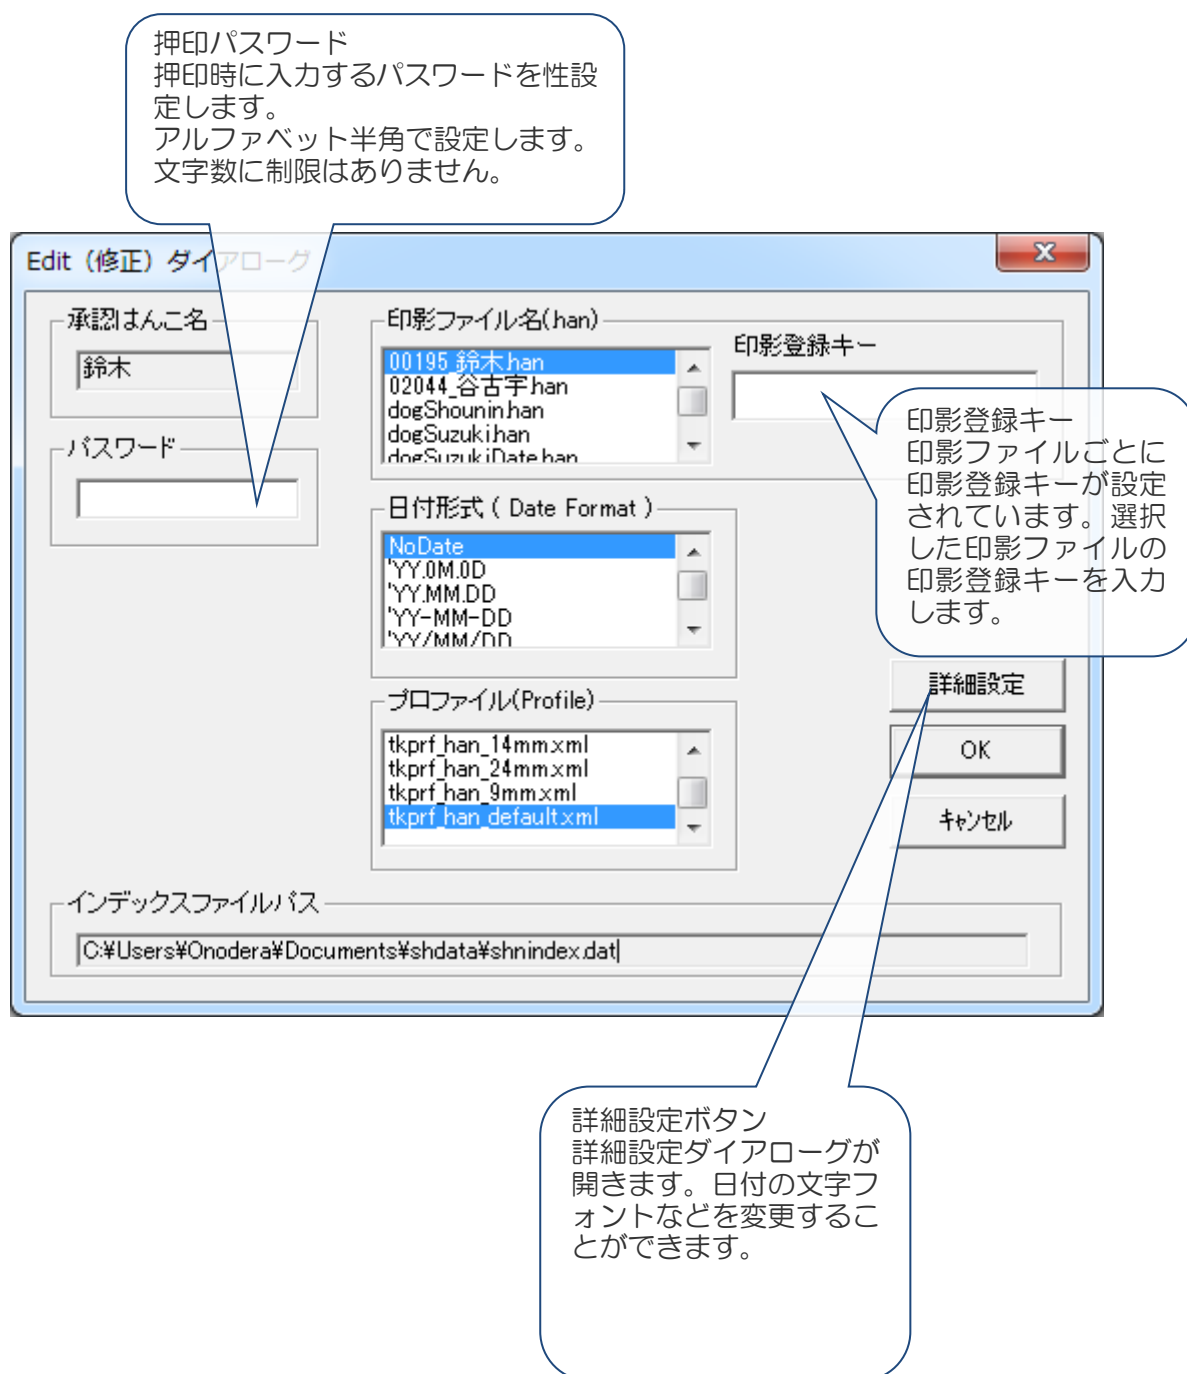 押印パスワード
押印時に入力するパスワードを性設
定します。
アルファベット半角で設定します。
文字数に制限はありません。
Edit（修正）ダイアローグ
承認はんこ名
鈴木
パスワード
印影ファイル名(.han)
00195_鈴木.han
02044_谷古宇.han
dogShounin.han
dogSuzuki.han
dogSuzukiDate.han
印影登録キー
印影登録キー
印影ファイルごとに
印影登録キーが設定
されています。選択
した印影ファイルの
印影登録キーを入力
します。
日付形式 ( Date Format )
NoDate
'YY.0M.0D
'YY.MM.DD
'YY-MM-DD
'YY/MM/DD
プロファイル(Profile)
tkprf_han_14mm.xml
tkprf_han_24mm.xml
tkprf_han_9mm.xml
tkprf_han_default.xml
詳細設定
OK
キャンセル
インデックスファイルパス
C:¥Users¥Onodera¥Documents¥shdata¥shnindex.dat
詳細設定ボタン
詳細設定ダイアローグが
開きます。日付の文字フ
ォントなどを変更するこ
とができます。